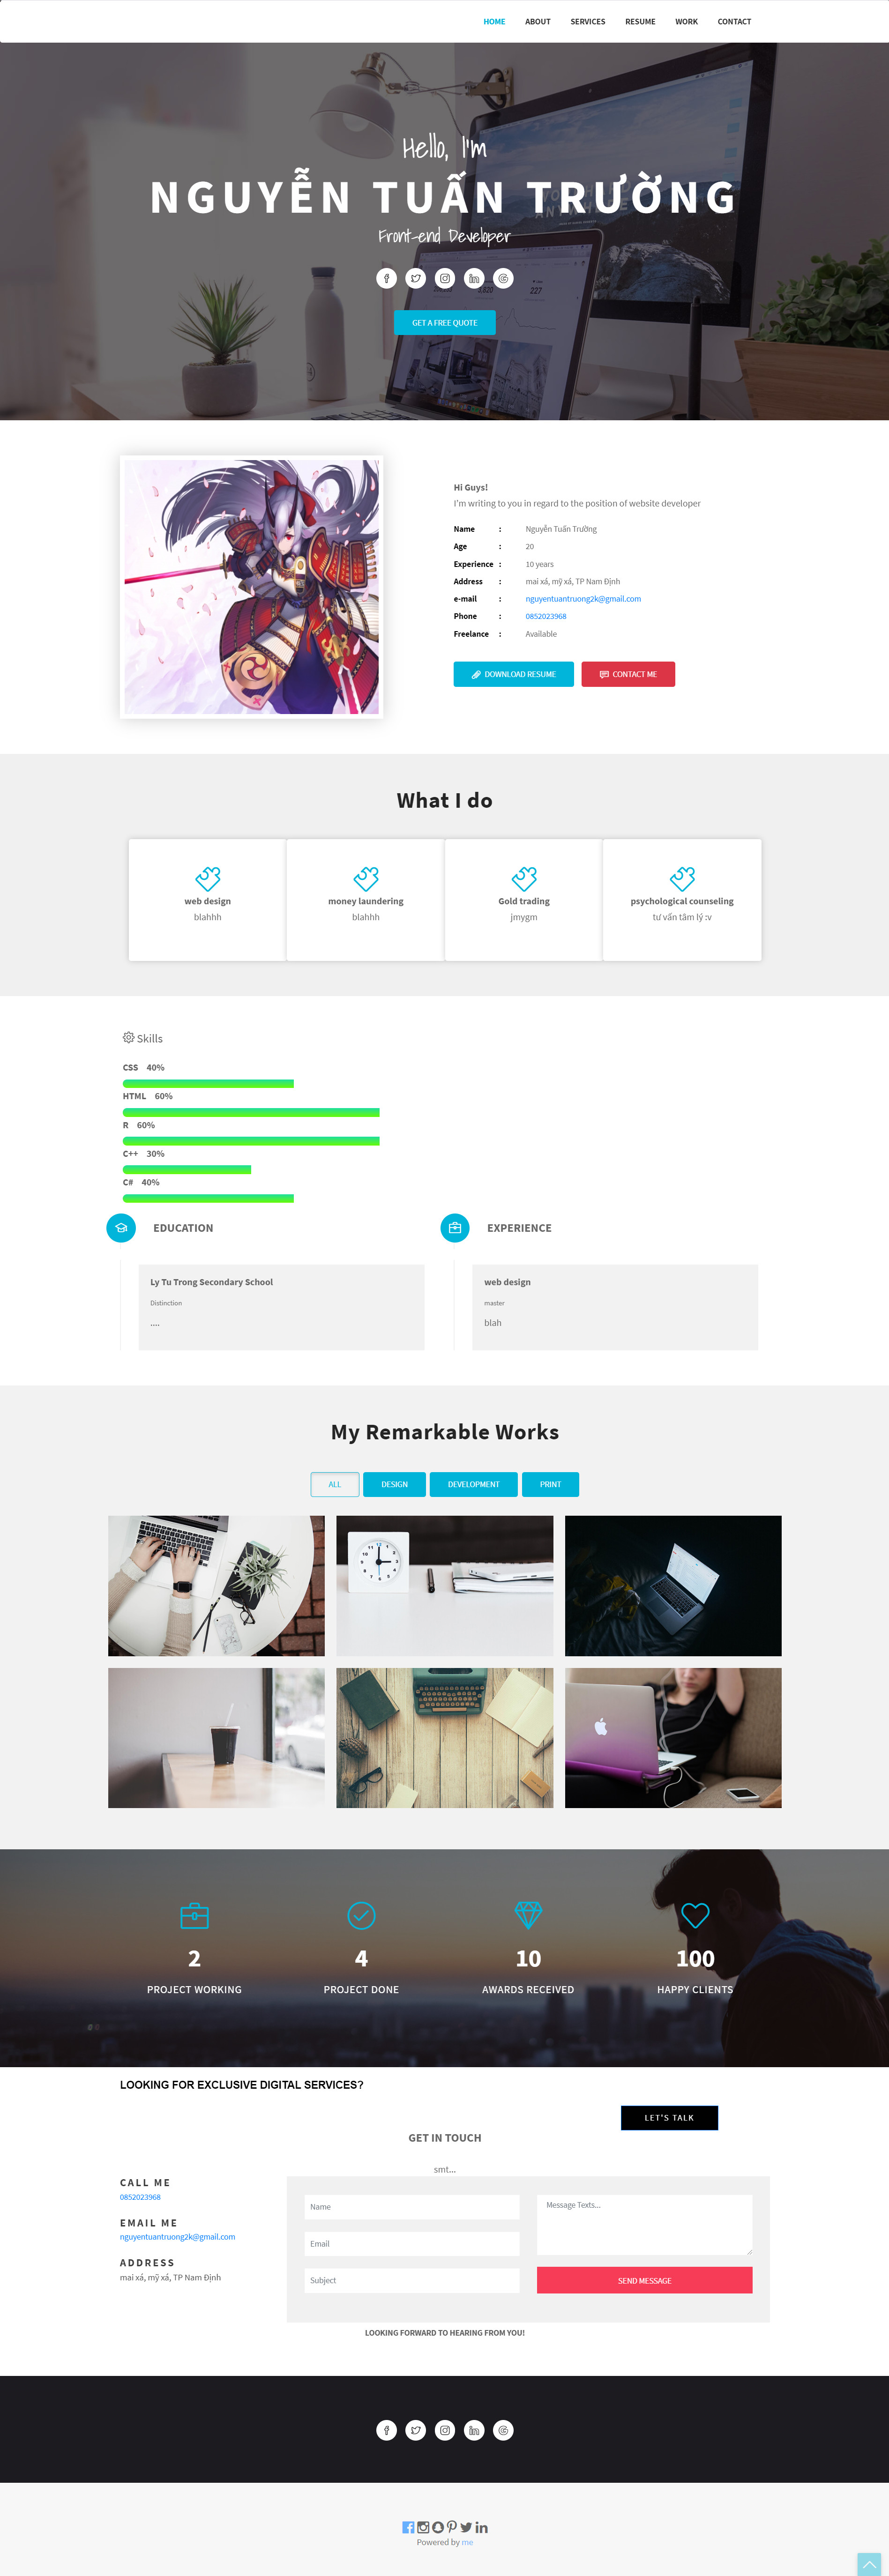 HOME ABOUT SERVICES RESUME WORK CONTACT
Hello, I'm
NGUYỄN TUẤN TRƯỜNG
Front-end Developer
227
GET A FREE QUOTE
Hi Guys!
I'm writing to you in regard to the position of website developer
Name : Nguyễn Tuấn Trường
Age : 20
Experience : 10 years
Address : mai xá, mỹ xá, TP Nam Định
e-mail : nguyentuantruong2k@gmail.com
Phone : 0852023968
Freelance : Available
DOWNLOAD RESUME CONTACT ME
What I do
web design
blahhh
money laundering
blahhh
Gold trading
jmygm
psychological counseling
tư vấn tâm lý :v
Skills
CSS 40%
HTML 60%
R 60%
C++ 30%
C# 40%
EDUCATION
Ly Tu Trong Secondary School
Distinction
....
EXPERIENCE
web design
master
blah
My Remarkable Works
ALL DESIGN DEVELOPMENT PRINT
2
PROJECT WORKING
4
PROJECT DONE
10
AWARDS RECEIVED
100
HAPPY CLIENTS
LOOKING FOR EXCLUSIVE DIGITAL SERVICES?
LET'S TALK
GET IN TOUCH
smt...
CALL ME
0852023968
EMAIL ME
nguyentuantruong2k@gmail.com
ADDRESS
mai xá, mỹ xá, TP Nam Định
Name
Email
Subject
Message Texts...
SEND MESSAGE
LOOKING FORWARD TO HEARING FROM YOU!
Powered by me